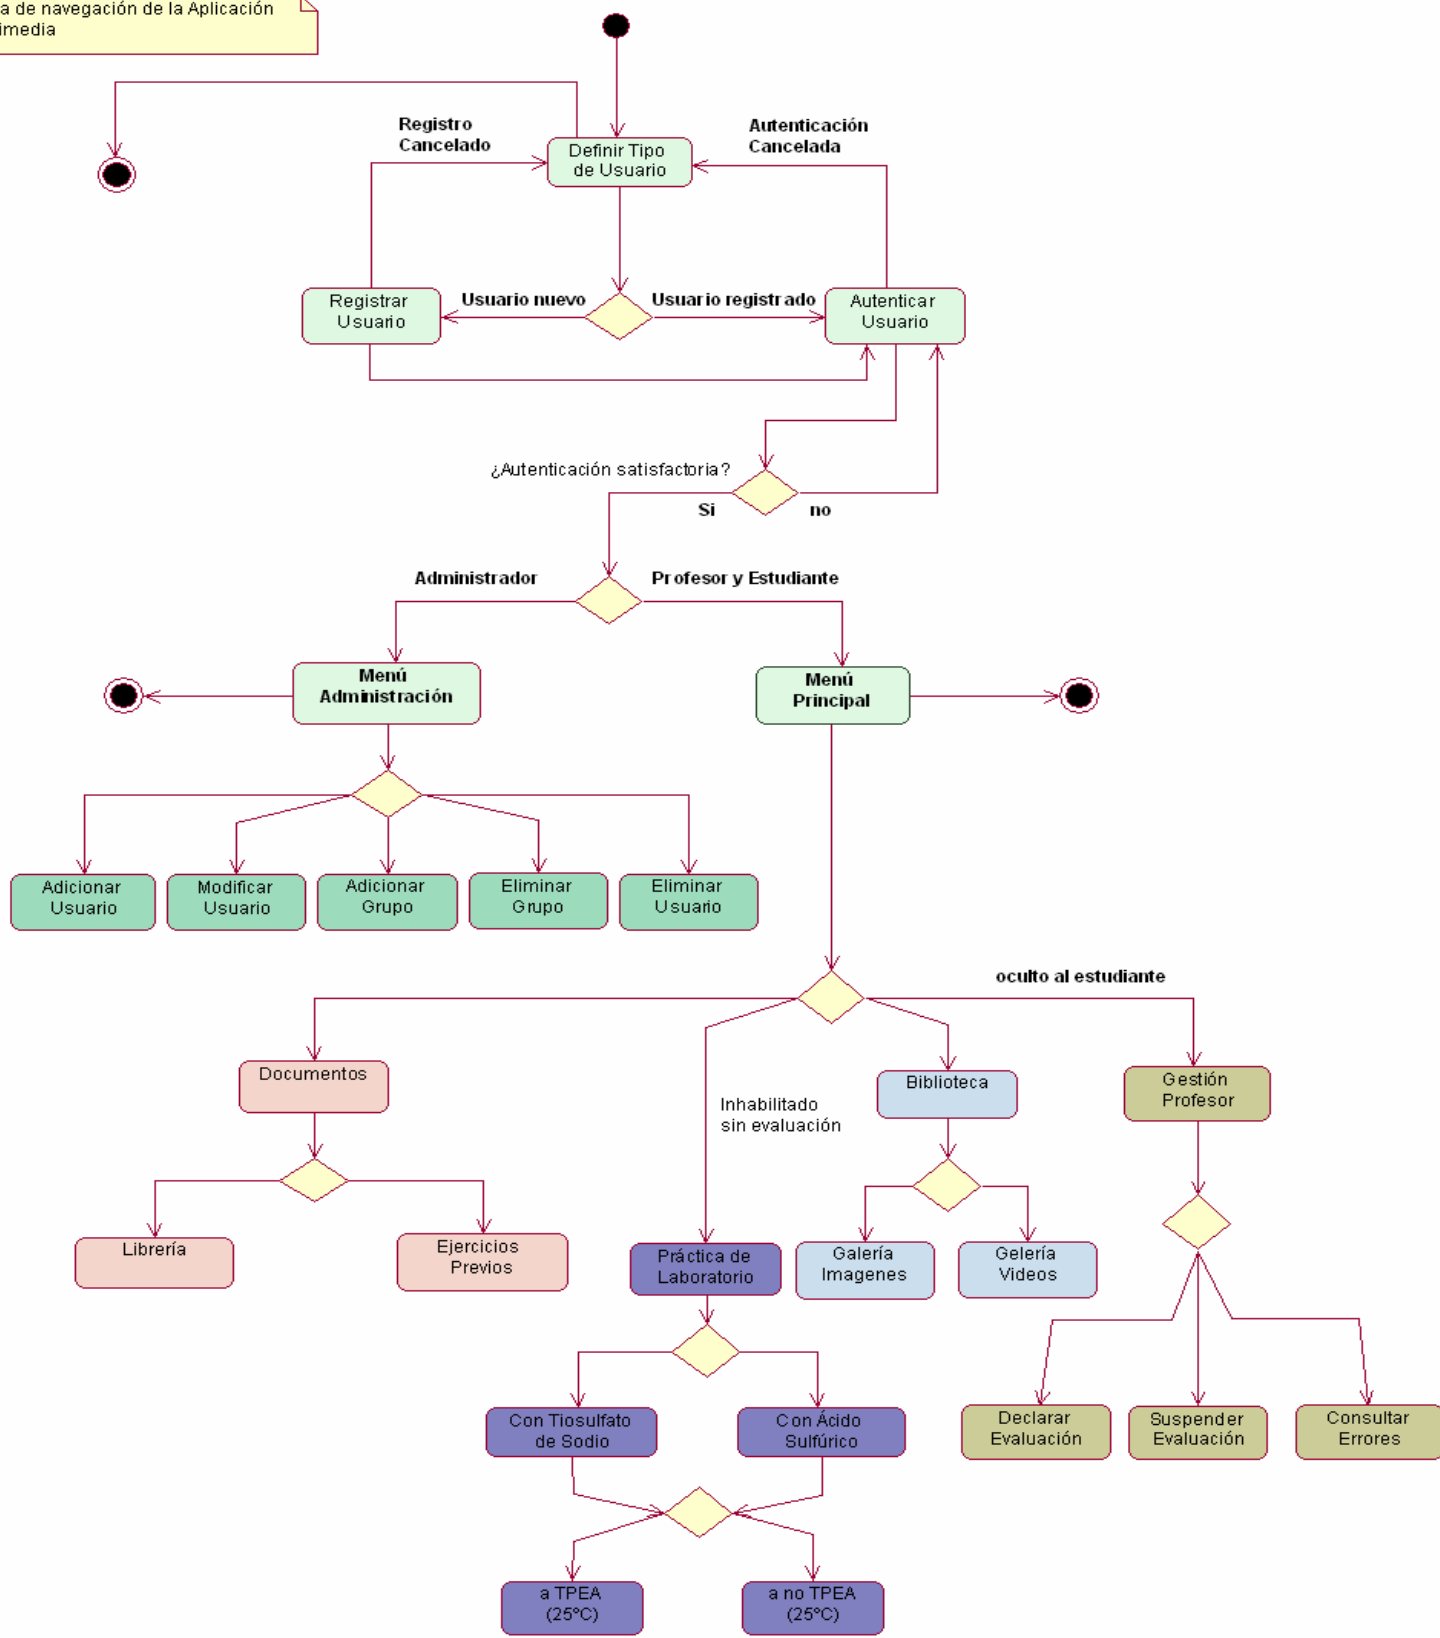 a de navegación de la Aplicación
imedia
Registro
Cancelado
Autenticación
Cancelada
Definir Tipo
de Usuario
Registrar
Usuario
Usuario nuevo
Usuario registrado
Autenticar
Usuario
¿Autenticación satisfactoria?
Si
no
Administrador
Profesor y Estudiante
Menú
Administración
Menú
Principal
Adicionar
Usuario
Modificar
Usuario
Adicionar
Grupo
Eliminar
Grupo
Eliminar
Usuario
oculto al estudiante
Documentos
Inhabilitado
sin evaluación
Biblioteca
Gestión
Profesor
Librería
Ejercicios
Previos
Práctica de
Laboratorio
Galería
Imagenes
Gelería
Videos
Con Tiosulfato
de Sodio
Con Ácido
Sulfúrico
Declarar
Evaluación
Suspender
Evaluación
Consultar
Errores
a TPEA
(25ºC)
a no TPEA
(25ºC)